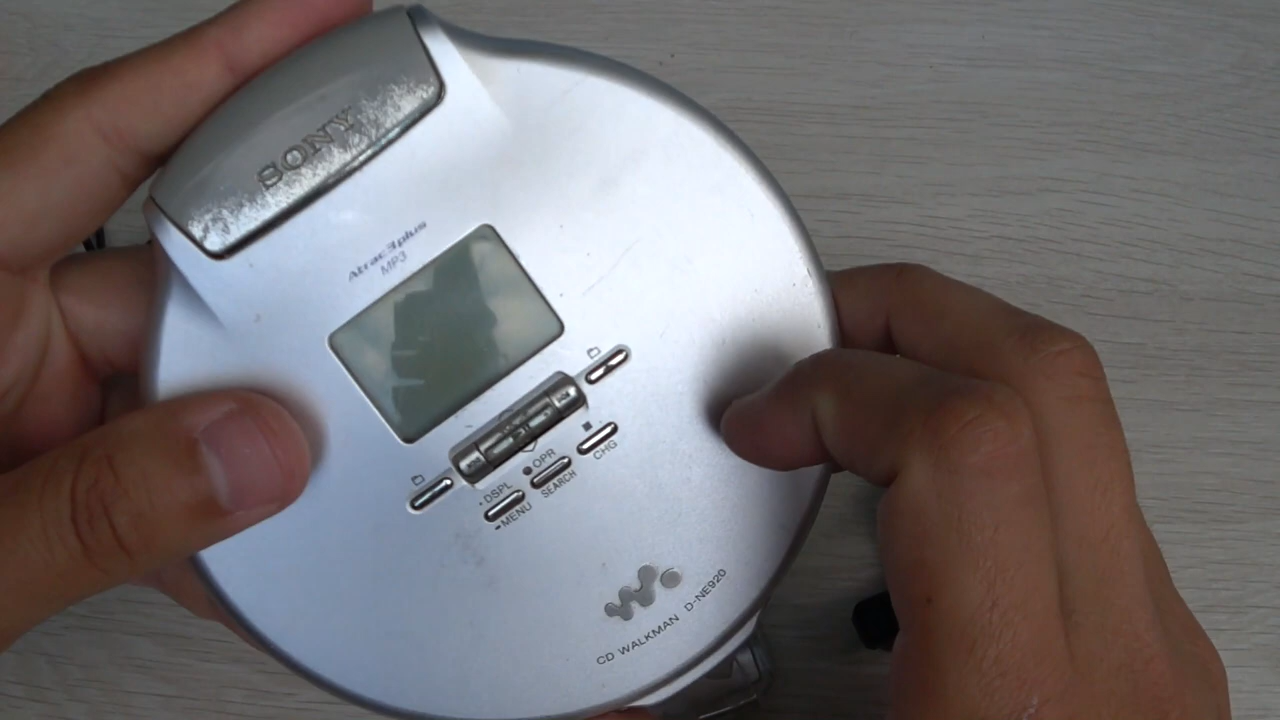 SONY
Atrac3plus
MP3
• DSPL
━ MENU
● OPR
SEARCH
■
CHG
CD WALKMAN D-NE920